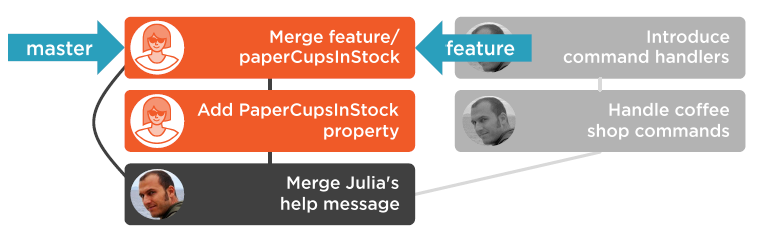 master
Merge feature/
paperCupsInStock
feature
Introduce
command handlers
Add PaperCupsInStock
property
Handle coffee
shop commands
Merge Julia's
help message